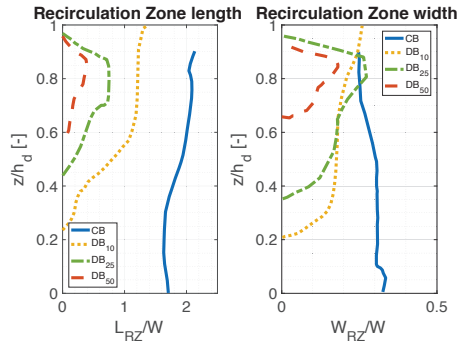 Recirculation Zone length
1
0.8
0.6
0.4
0.2
0
z/h_d [-]
CB
DB_10
DB_25
DB_50
0
1
2
L_RZ/W
Recirculation Zone width
1
0.8
0.6
0.4
0.2
0
z/h_d [-]
CB
DB_10
DB_25
DB_50
0
0.5
W_RZ/W